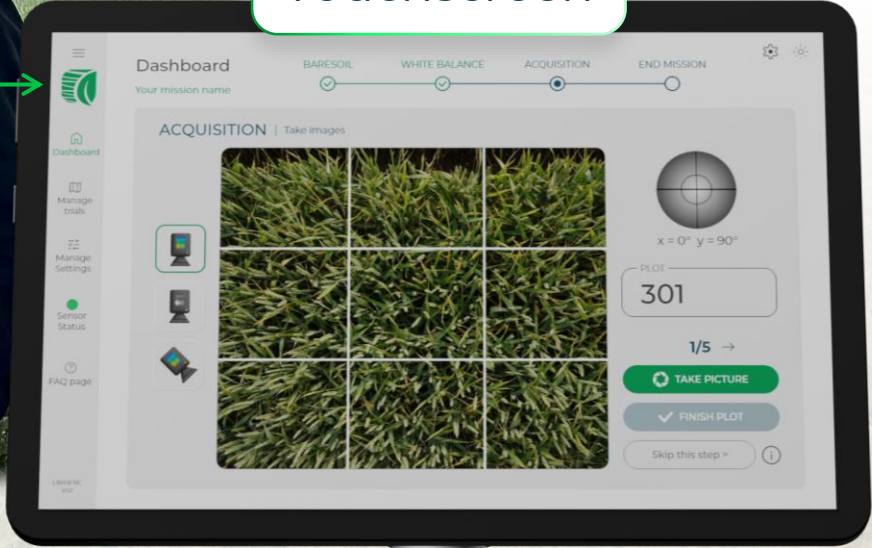 Touchscreen
Dashboard
Your mission name
BARESOIL
WHITE BALANCE
ACQUISITION
END MISSION
Dashboard
Manage
trials
Manage
Settings
Sensor
Status
FAQ page
ACQUISITION | Take images
x = 0° y = 90°
PLOT
301
1/5 →
TAKE PICTURE
FINISH PLOT
Skip this step >